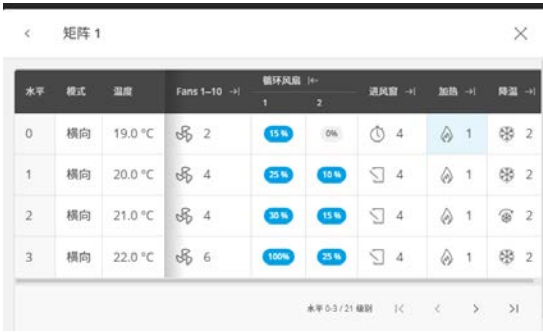 矩阵 1
水平 模式 温度 Fans 1–10 循环风扇 进风窗 加热 降温
1 2
0 横向 19.0 °C 2 15 % 0% 4 1 2
1 横向 20.0 °C 4 25 % 10 % 4 1 2
2 横向 21.0 °C 4 30 % 15 % 4 1 2
3 横向 22.0 °C 6 100% 25 % 4 1 2
水平 0-3 / 21 级别